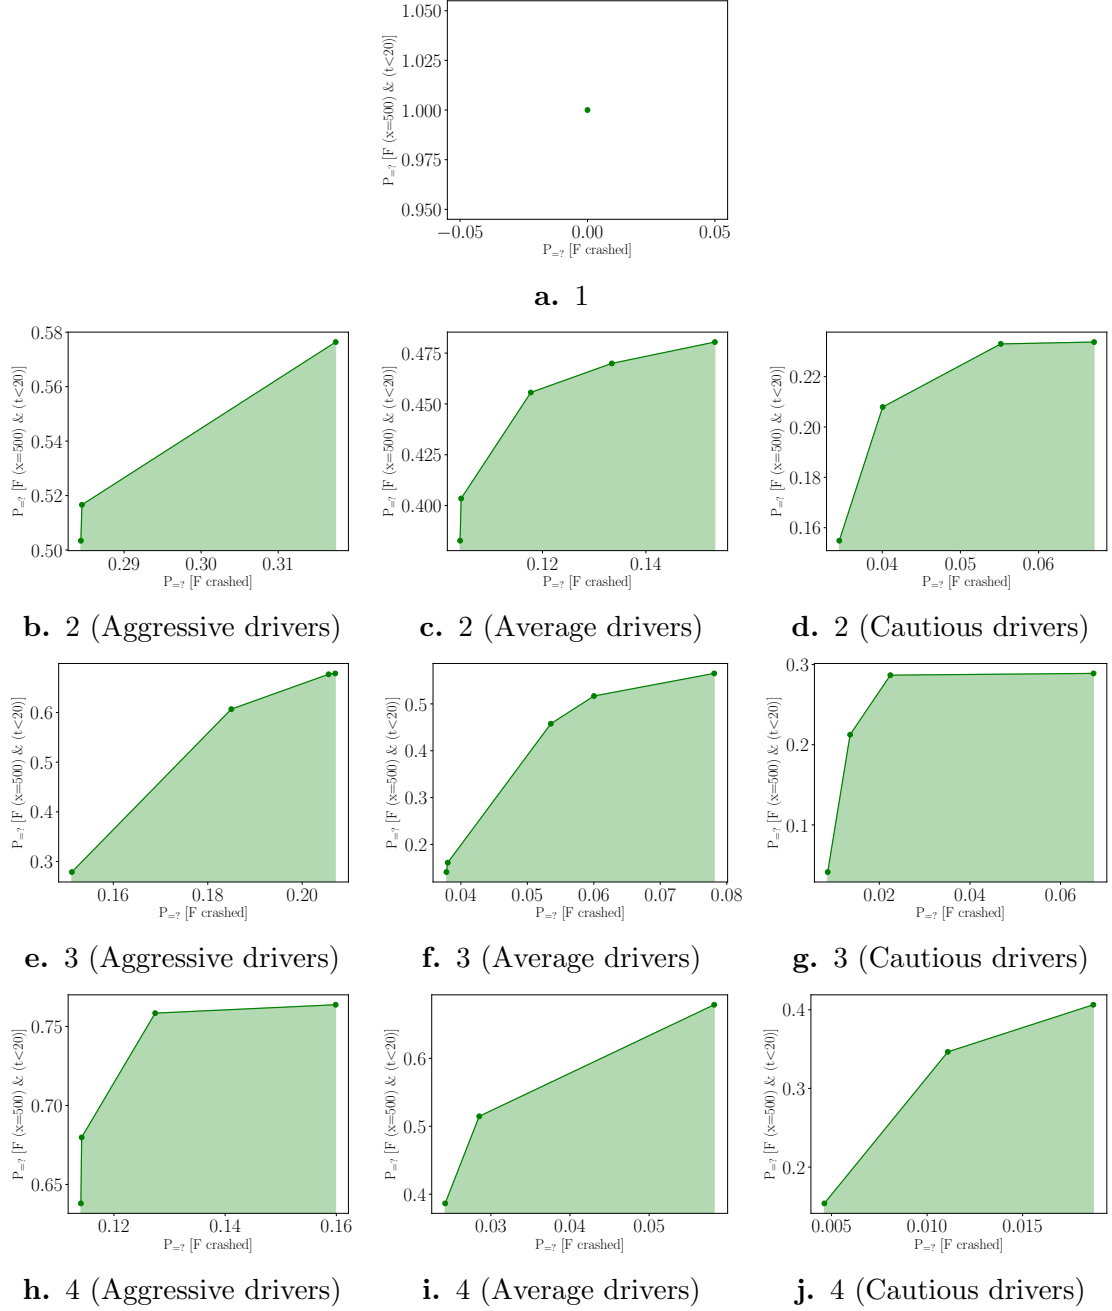 1.050
1.025
1.000
0.975
0.950
P=? [F (x=500) & (t<20)]
−0.05 0.00 0.05
P=? [F crashed]
a. 1
0.58
0.56
0.54
0.52
0.50
P=? [F (x=500) & (t<20)]
0.29 0.30 0.31
P=? [F crashed]
b. 2 (Aggressive drivers)
0.475
0.450
0.425
0.400
P=? [F (x=500) & (t<20)]
0.12 0.14
P=? [F crashed]
c. 2 (Average drivers)
0.22
0.20
0.18
0.16
P=? [F (x=500) & (t<20)]
0.04 0.05 0.06
P=? [F crashed]
d. 2 (Cautious drivers)
0.6
0.5
0.4
0.3
P=? [F (x=500) & (t<20)]
0.16 0.18 0.20
P=? [F crashed]
e. 3 (Aggressive drivers)
0.5
0.4
0.3
0.2
P=? [F (x=500) & (t<20)]
0.04 0.05 0.06 0.07 0.08
P=? [F crashed]
f. 3 (Average drivers)
0.3
0.2
0.1
P=? [F (x=500) & (t<20)]
0.02 0.04 0.06
P=? [F crashed]
g. 3 (Cautious drivers)
0.75
0.70
0.65
P=? [F (x=500) & (t<20)]
0.12 0.14 0.16
P=? [F crashed]
h. 4 (Aggressive drivers)
0.6
0.5
0.4
P=? [F (x=500) & (t<20)]
0.03 0.04 0.05
P=? [F crashed]
i. 4 (Average drivers)
0.4
0.3
0.2
P=? [F (x=500) & (t<20)]
0.005 0.010 0.015
P=? [F crashed]
j. 4 (Cautious drivers)